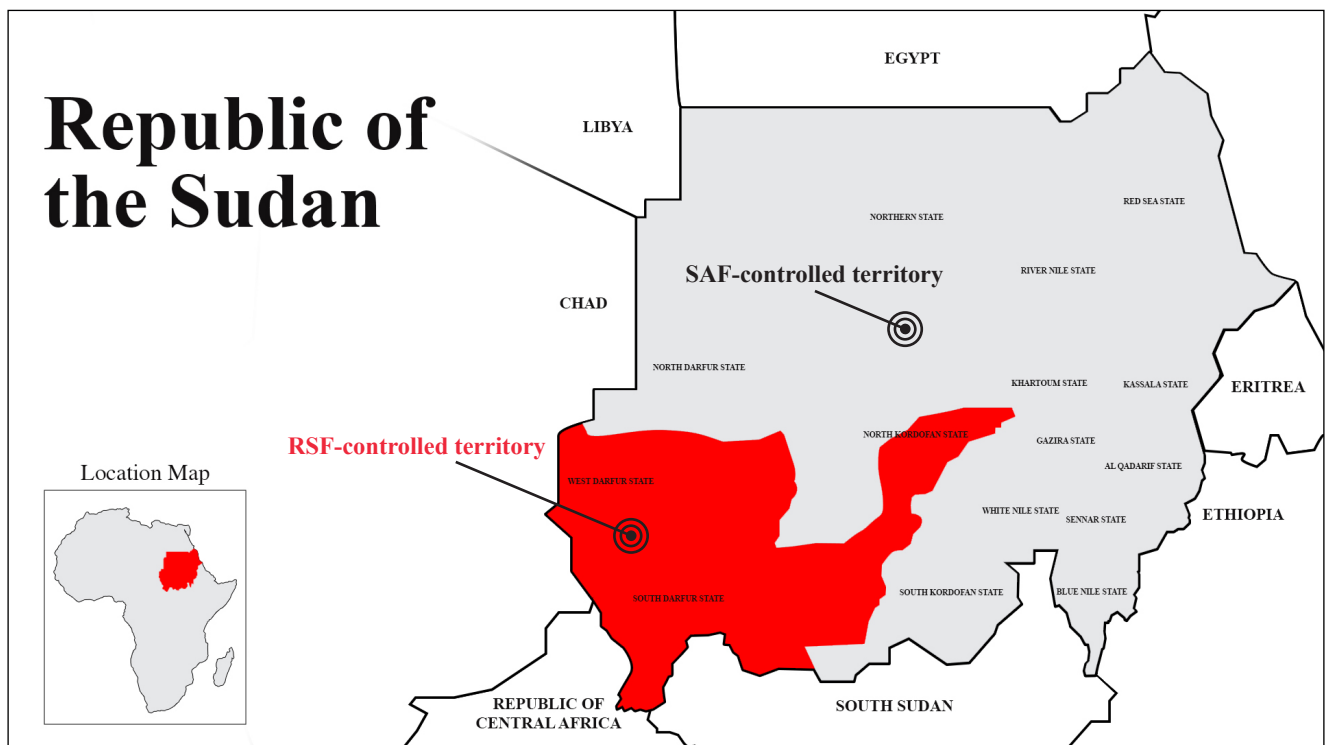 Republic of
the Sudan
EGYPT
LIBYA
RED SEA STATE
NORTHERN STATE
RIVER NILE STATE
SAF-controlled territory
CHAD
NORTH DARFUR STATE
KHARTOUM STATE
KASSALA STATE
ERITREA
NORTH KORDOFAN STATE
GAZIRA STATE
RSF-controlled territory
AL QADARIF STATE
Location Map
WEST DARFUR STATE
WHITE NILE STATE
SENNAR STATE
ETHIOPIA
SOUTH DARFUR STATE
SOUTH KORDOFAN STATE
BLUE NILE STATE
REPUBLIC OF
CENTRAL AFRICA
SOUTH SUDAN